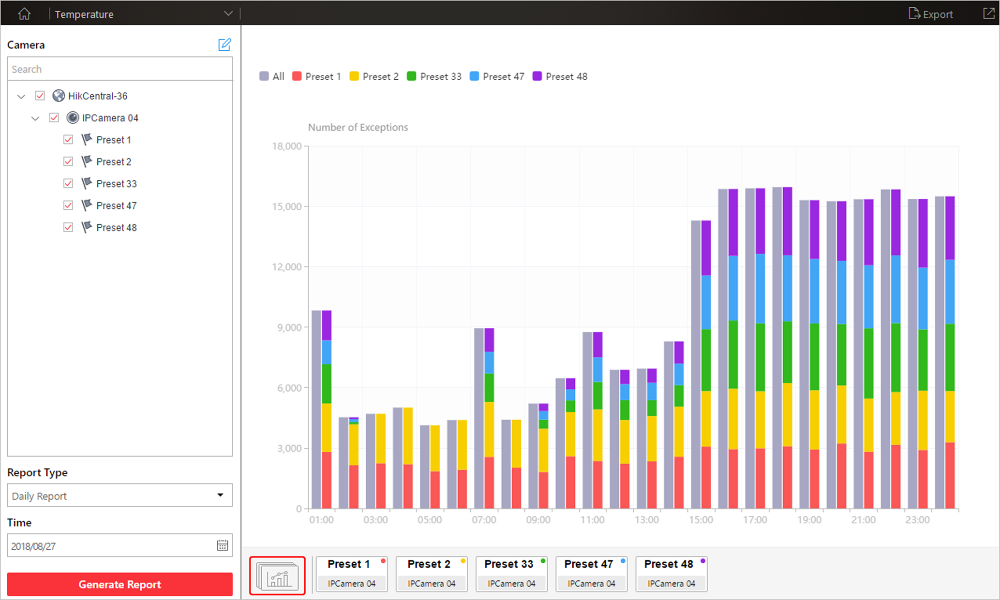 Temperature
Export
Camera
Search
HikCentral-36
IPCamera 04
Preset 1
Preset 2
Preset 33
Preset 47
Preset 48
Report Type
Daily Report
Time
2018/08/27
Generate Report
All Preset 1 Preset 2 Preset 33 Preset 47 Preset 48
Number of Exceptions
18,000
15,000
12,000
9,000
6,000
3,000
0
01:00 03:00 05:00 07:00 09:00 11:00 13:00 15:00 17:00 19:00 21:00 23:00
Preset 1 Preset 2 Preset 33 Preset 47 Preset 48
IPCamera 04 IPCamera 04 IPCamera 04 IPCamera 04 IPCamera 04